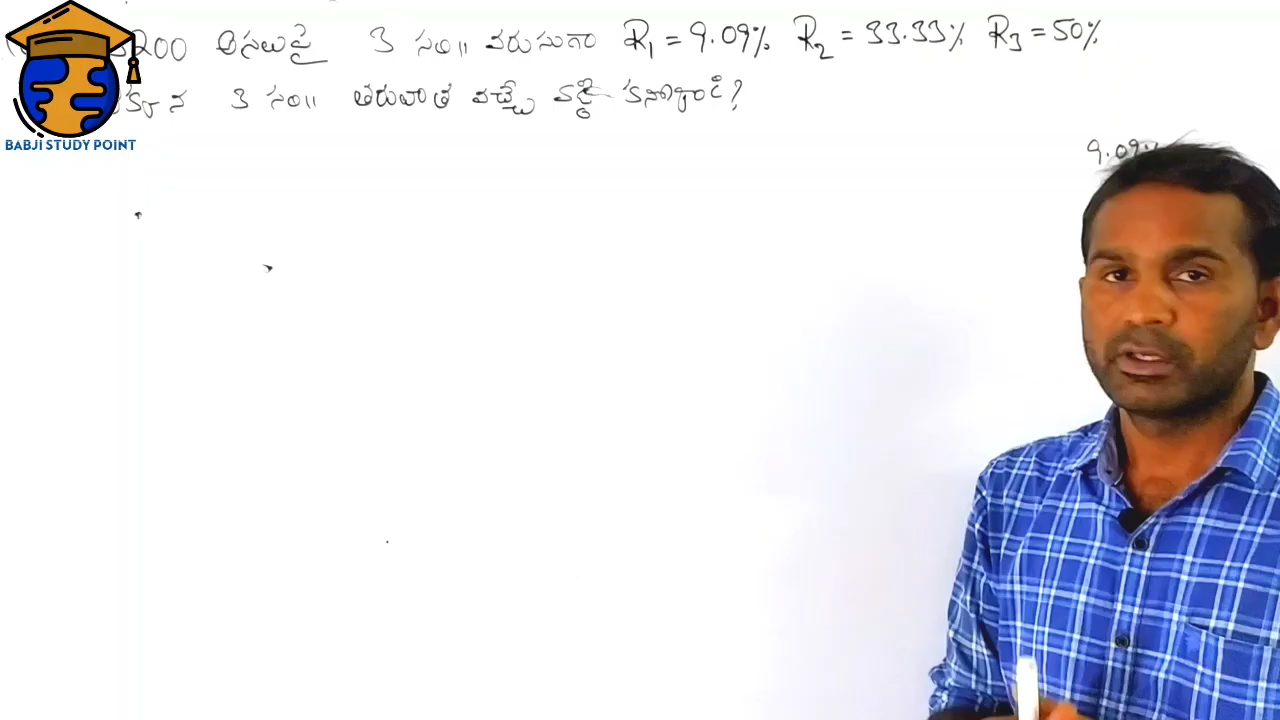 200 అసలుపై 3 సం॥ వరుసగా R1 = 9.09% R2 = 33.33% R3 = 50%
న 3 సం॥ తరువాత వచ్చే వడ్డీ కనుగొనండి?
BABJI STUDY POINT
9.09%